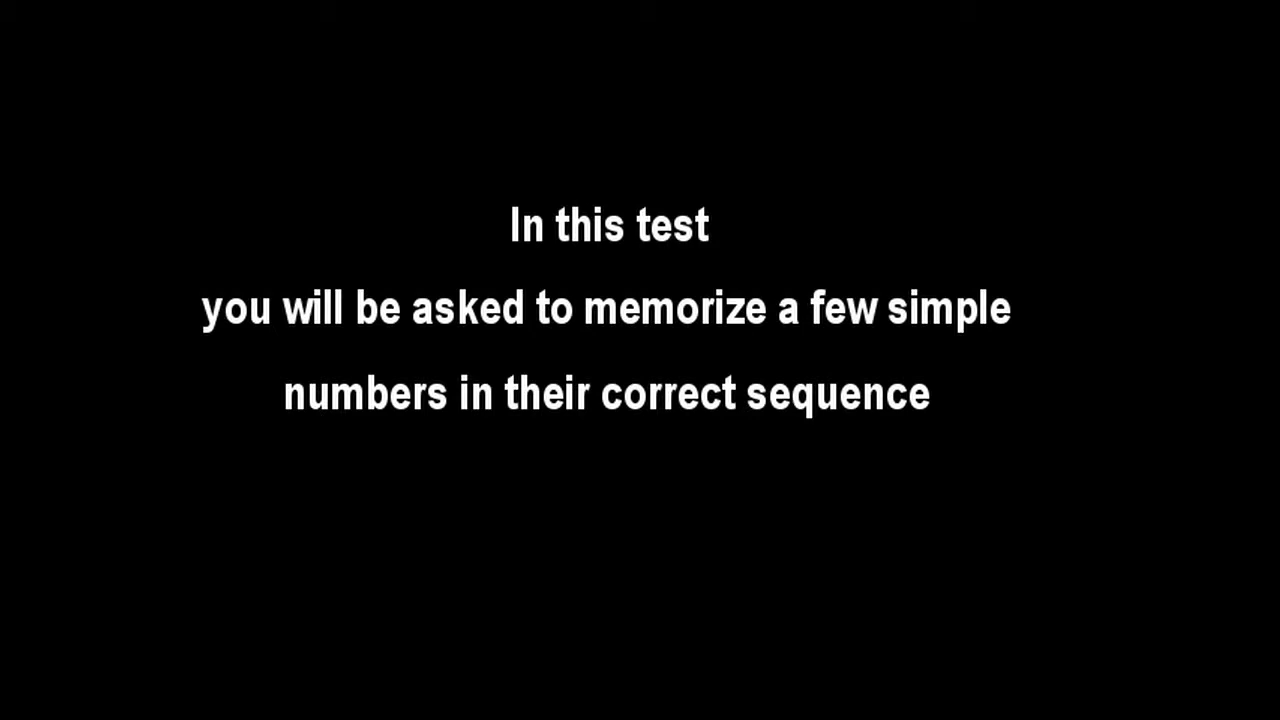 In this test
you will be asked to memorize a few simple
numbers in their correct sequence